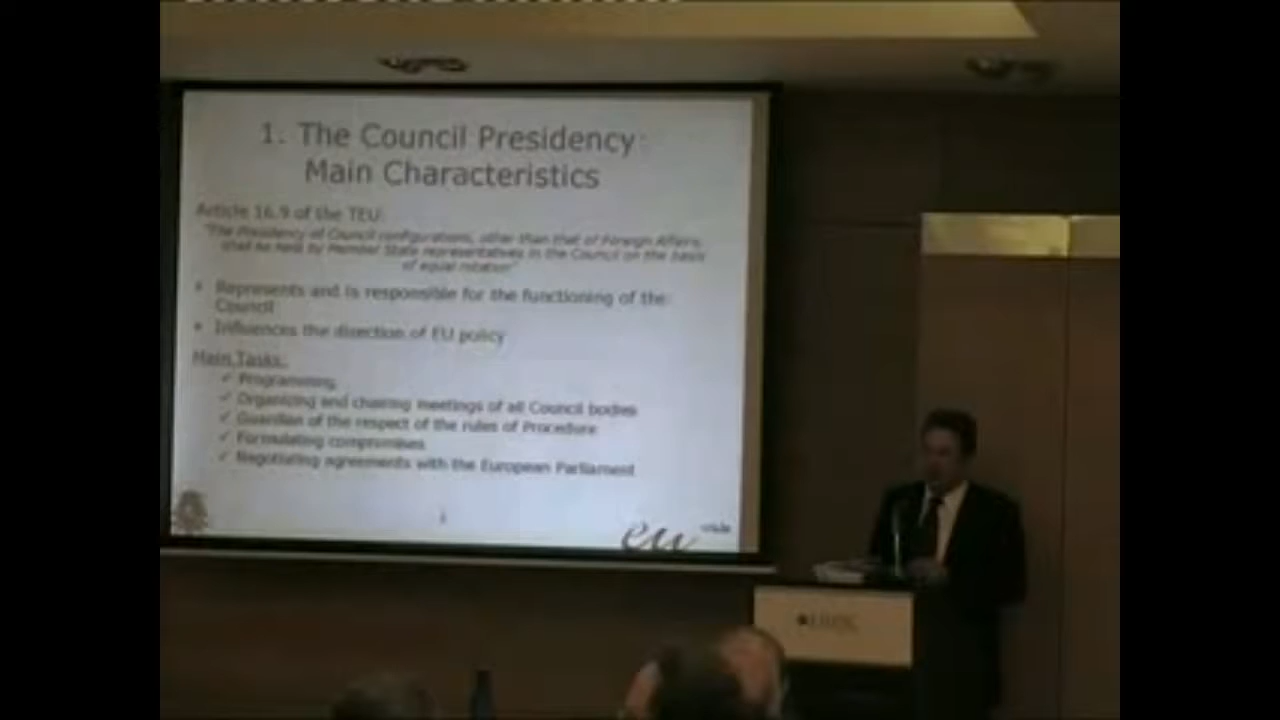 1. The Council Presidency:
Main Characteristics
Article 16.9 of the TEU:
"The Presidency of Council configurations, other than that of Foreign Affairs,
shall be held by Member State representatives in the Council on the basis
of equal rotation"
Represents and is responsible for the functioning of the
Council
Influences the direction of EU policy
Main Tasks:
✓ Programming,
✓ Organizing and chairing meetings of all Council bodies
✓ Guardian of the respect of the rules of Procedure
✓ Formulating compromises
✓ Negotiating agreements with the European Parliament
eu